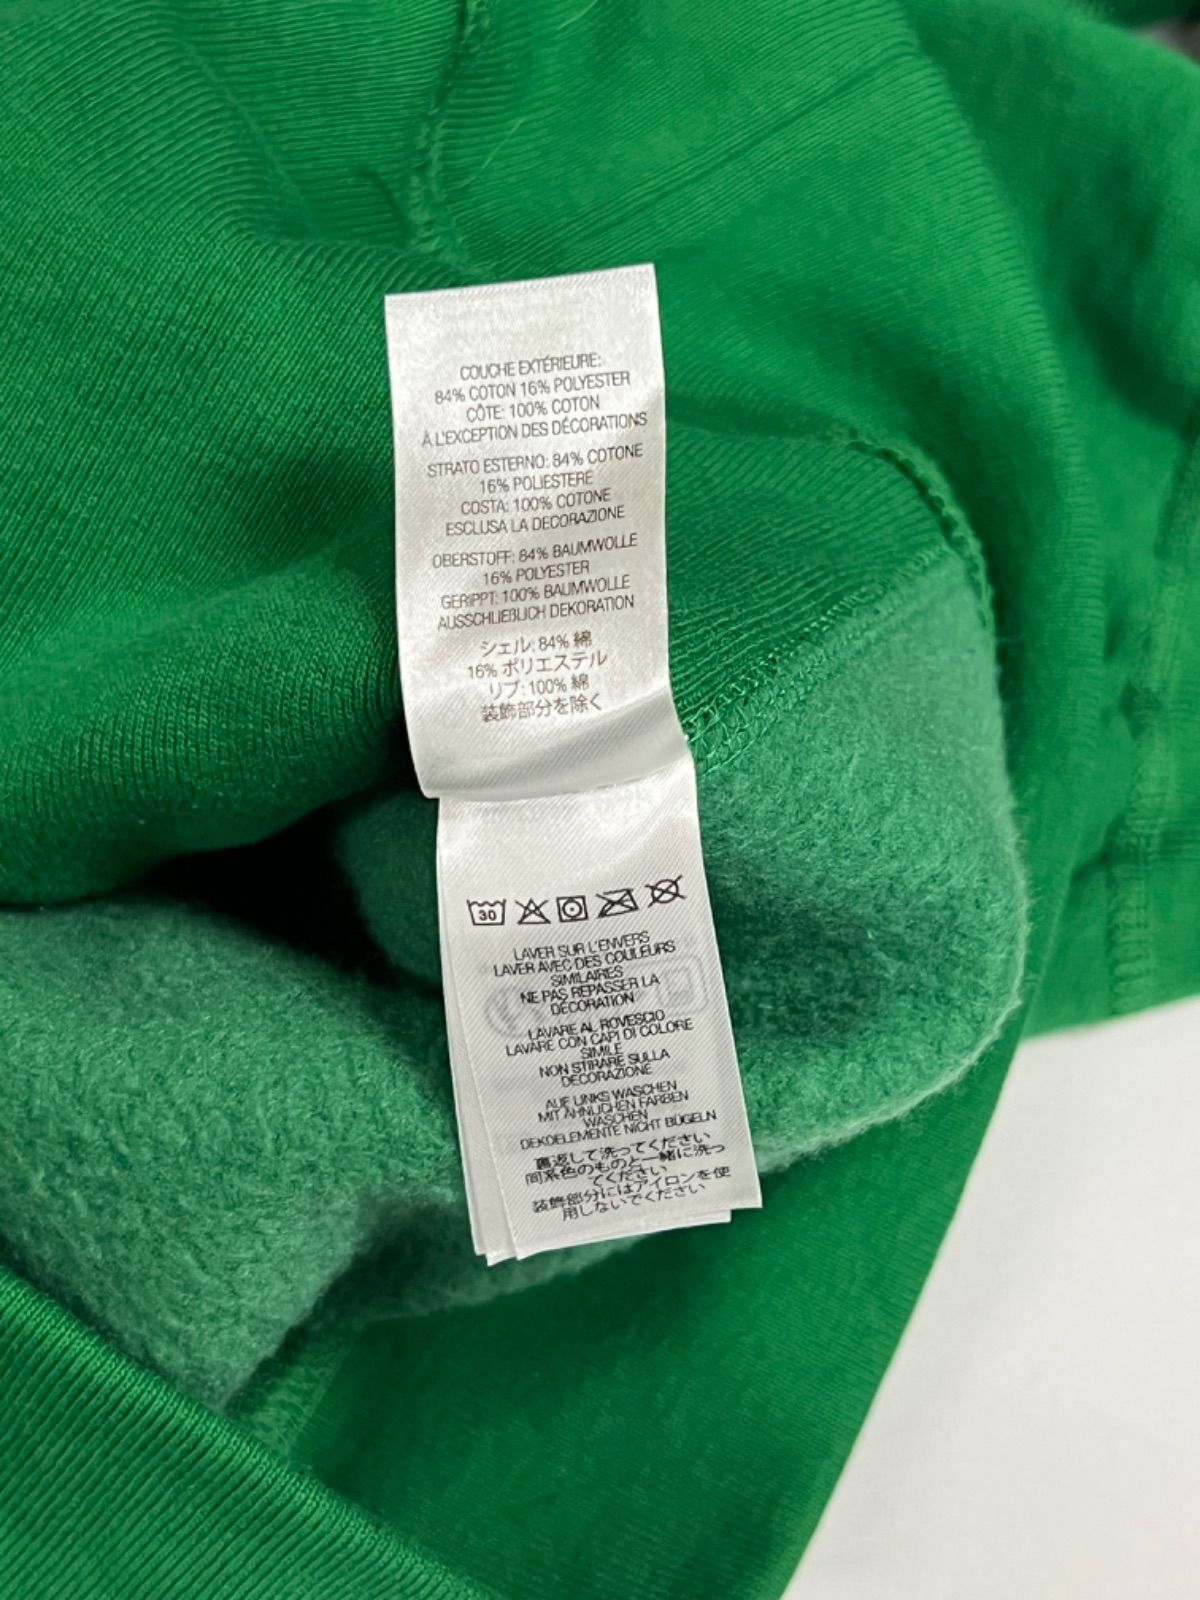 COUCHE EXTÉRIEURE:
84% COTON 16% POLYESTER
CÔTE: 100% COTON
À L'EXCEPTION DES DÉCORATIONS
STRATO ESTERNO: 84% COTONE
16% POLIESTERE
COSTA: 100% COTONE
ESCLUSA LA DECORAZIONE
OBERSTOFF: 84% BAUMWOLLE
16% POLYESTER
GERIPPT: 100% BAUMWOLLE
AUSSCHLIEßLICH DEKORATION
シェル: 84% 綿
16% ポリエステル
リブ: 100% 綿
装飾部分を除く
30
LAVER SUR L'ENVERS
LAVER AVEC DES COULEURS
SIMILAIRES
NE PAS REPASSER LA
DÉCORATION
LAVARE AL ROVESCIO
LAVARE CON CAPI DI COLORE
SIMILE
NON STIRARE SULLA
DECORAZIONE
AUF LINKS WASCHEN
MIT ÄHNLICHEN FARBEN
WASCHEN
DEKOELEMENTE NICHT BÜGELN
裏返して洗ってください
同系色のものと一緒に洗っ
てください
装飾部分にはアイロンを使
用しないでください